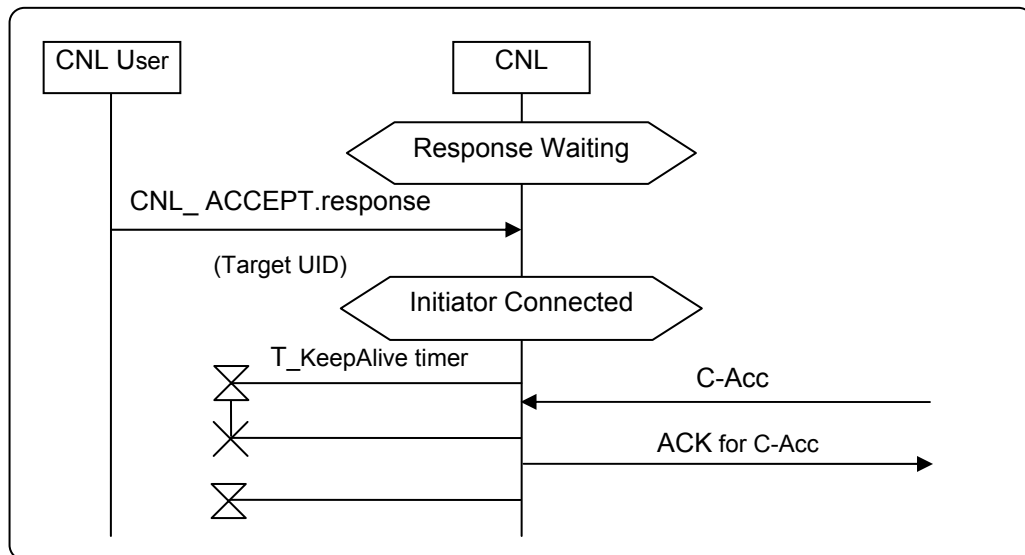 CNL User
CNL
Response Waiting
CNL_ ACCEPT.response
(Target UID)
Initiator Connected
T_KeepAlive timer
C-Acc
ACK for C-Acc